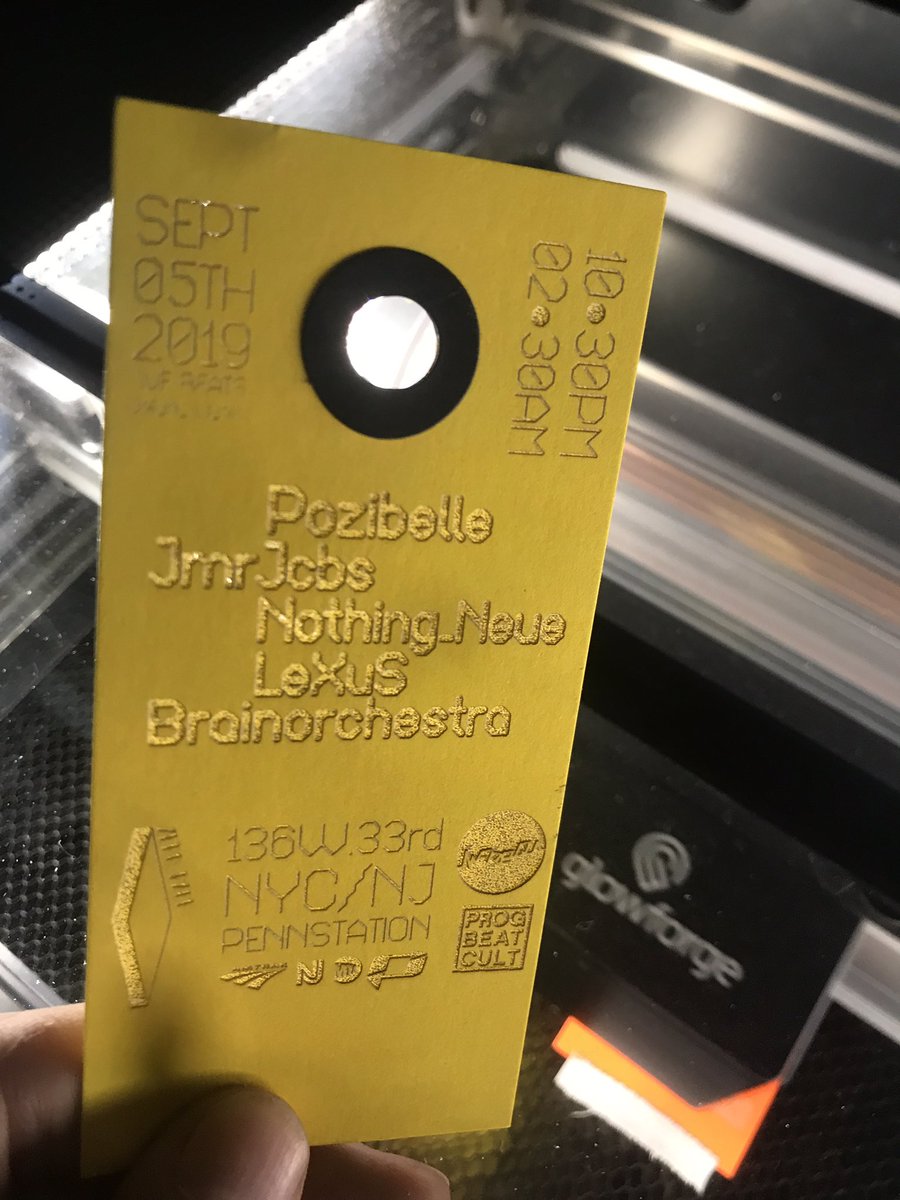 SEPT
05TH
2019
10•30PM
02•30AM
Pozibelle
JmrJcbs
Nothing_Neue
LeXuS
Brainorchestra
136W.33rd
NYC/NJ
PENNSTATION
AMTRAK
N
PROG
BEAT
CULT
glowforge